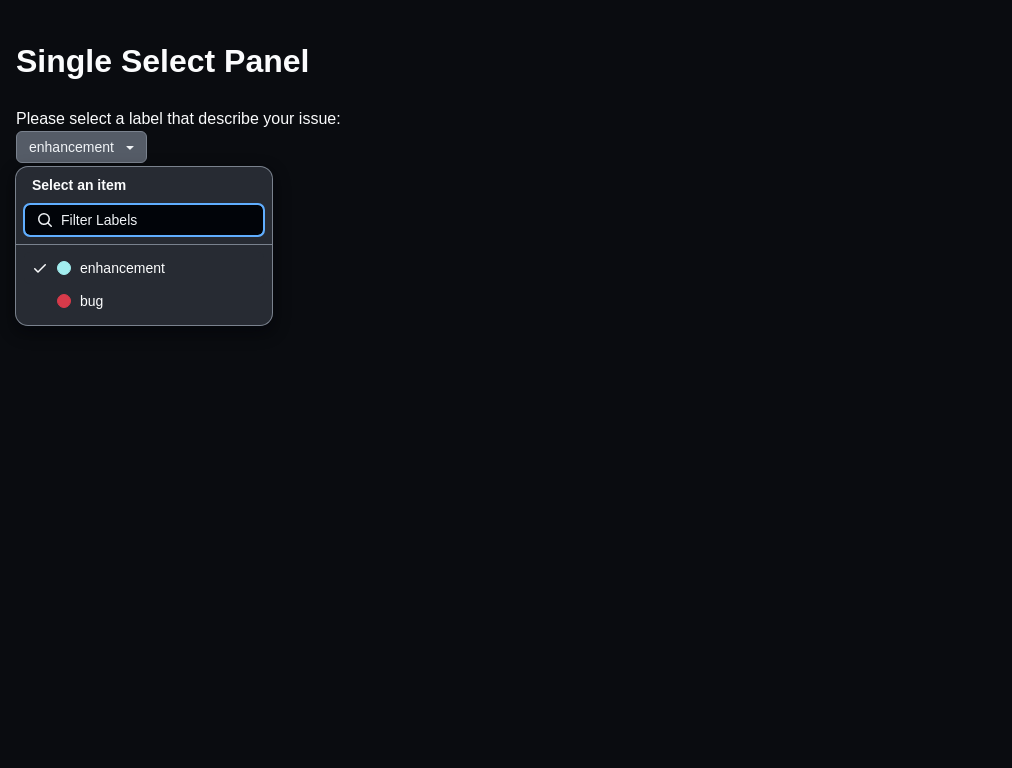 Single Select Panel
Please select a label that describe your issue:
enhancement
Select an item
Filter Labels
enhancement
bug